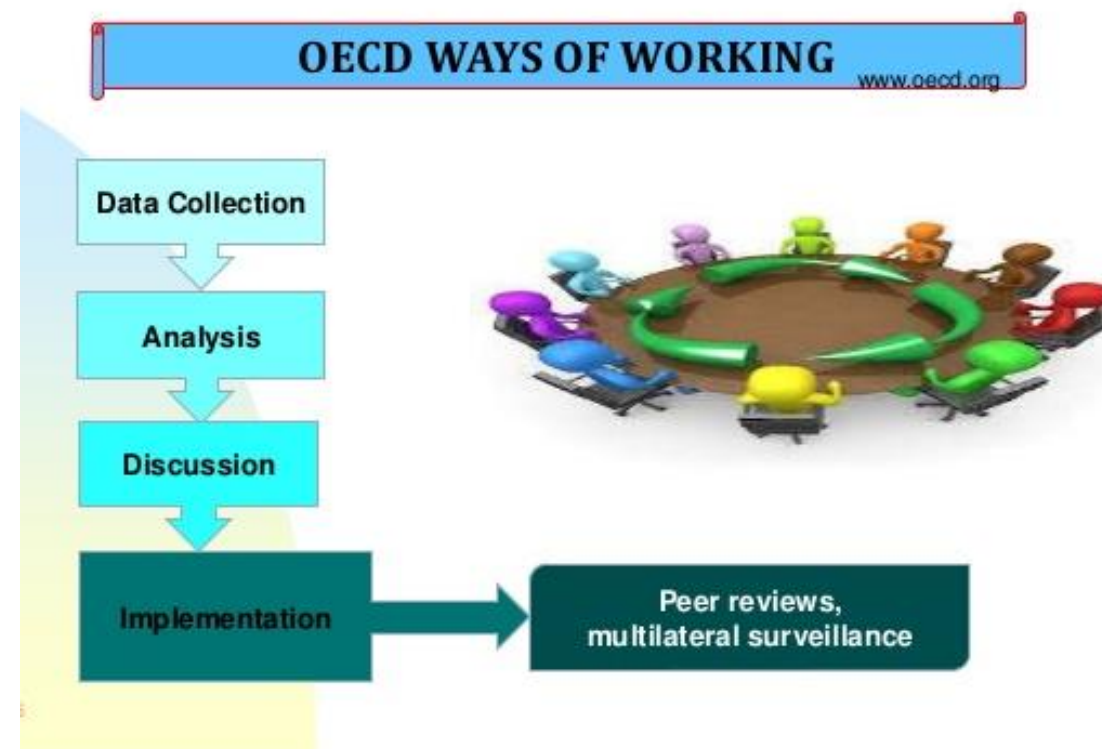 OECD WAYS OF WORKING
www.oecd.org
Data Collection
Analysis
Discussion
Implementation
Peer reviews,
multilateral surveillance